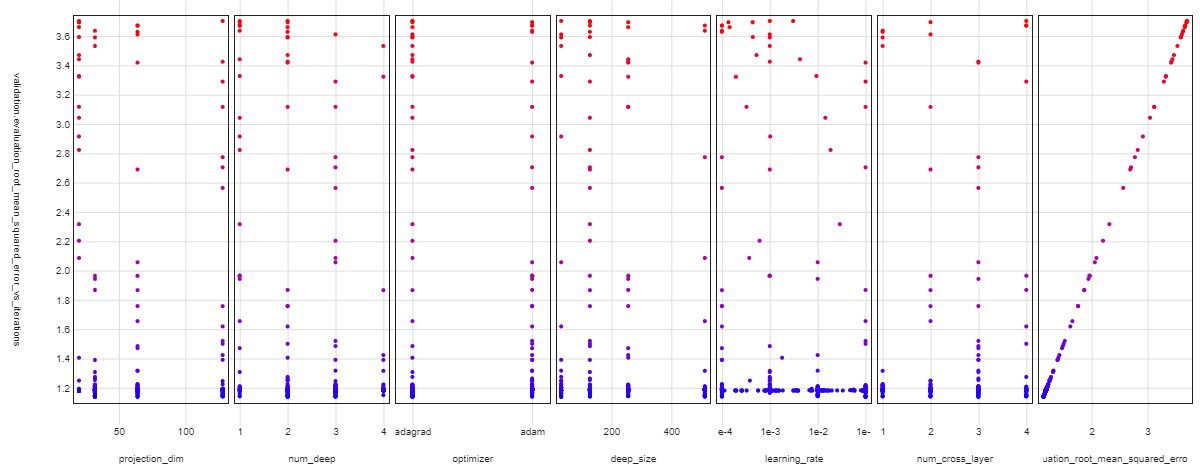 validation.evaluation_root_mean_squared_error_vs_iterations
3.6
3.4
3.2
3.0
2.8
2.6
2.4
2.2
2.0
1.8
1.6
1.4
1.2
50 100
1 2 3 4
adagrad adam
200 400
e-4 1e-3 1e-2 1e-
1 2 3 4
2 3
projection_dim
num_deep
optimizer
deep_size
learning_rate
num_cross_layer
uation_root_mean_squared_erro